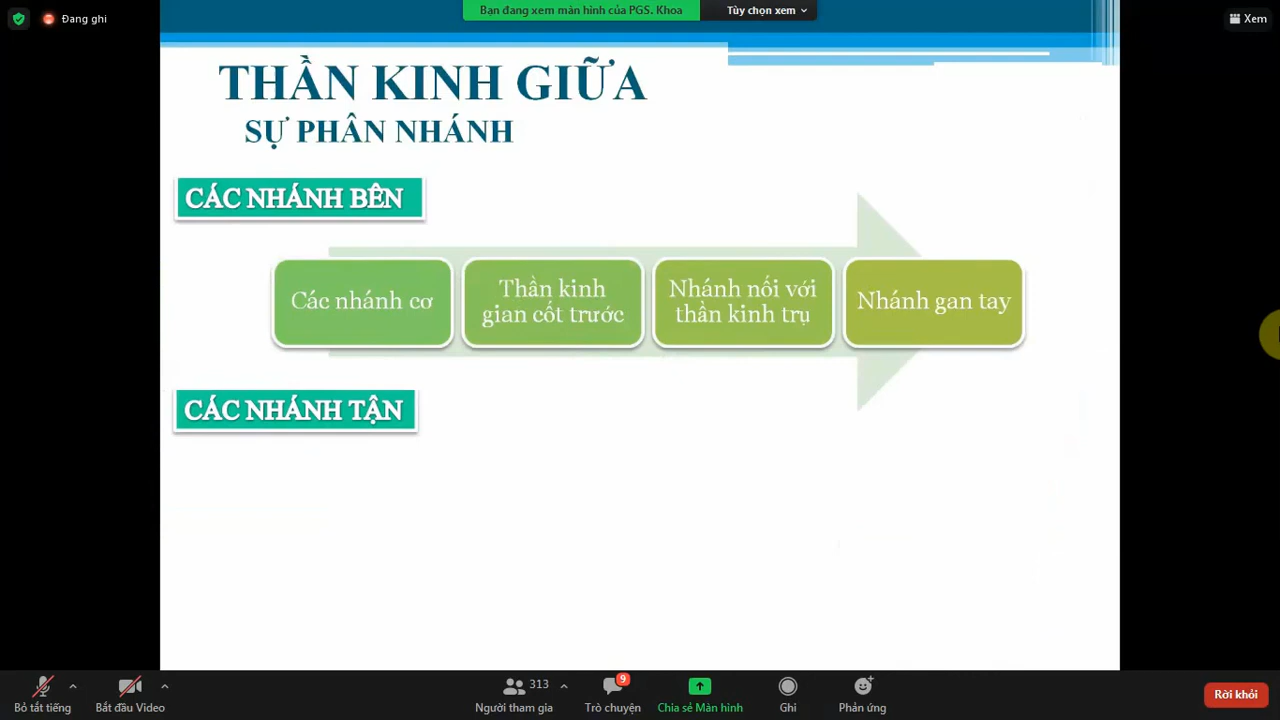 Đang ghi
Bạn đang xem màn hình của PGS. Khoa
Tùy chọn xem
Xem
THẦN KINH GIỮA
SỰ PHÂN NHÁNH
CÁC NHÁNH BÊN
Các nhánh cơ
Thần kinh
gian cốt trước
Nhánh nối với
thần kinh trụ
Nhánh gan tay
CÁC NHÁNH TẬN
Bỏ tắt tiếng
Bắt đầu Video
313
Người tham gia
9
Trò chuyện
Chia sẻ Màn hình
Ghi
Phản ứng
Rời khỏi